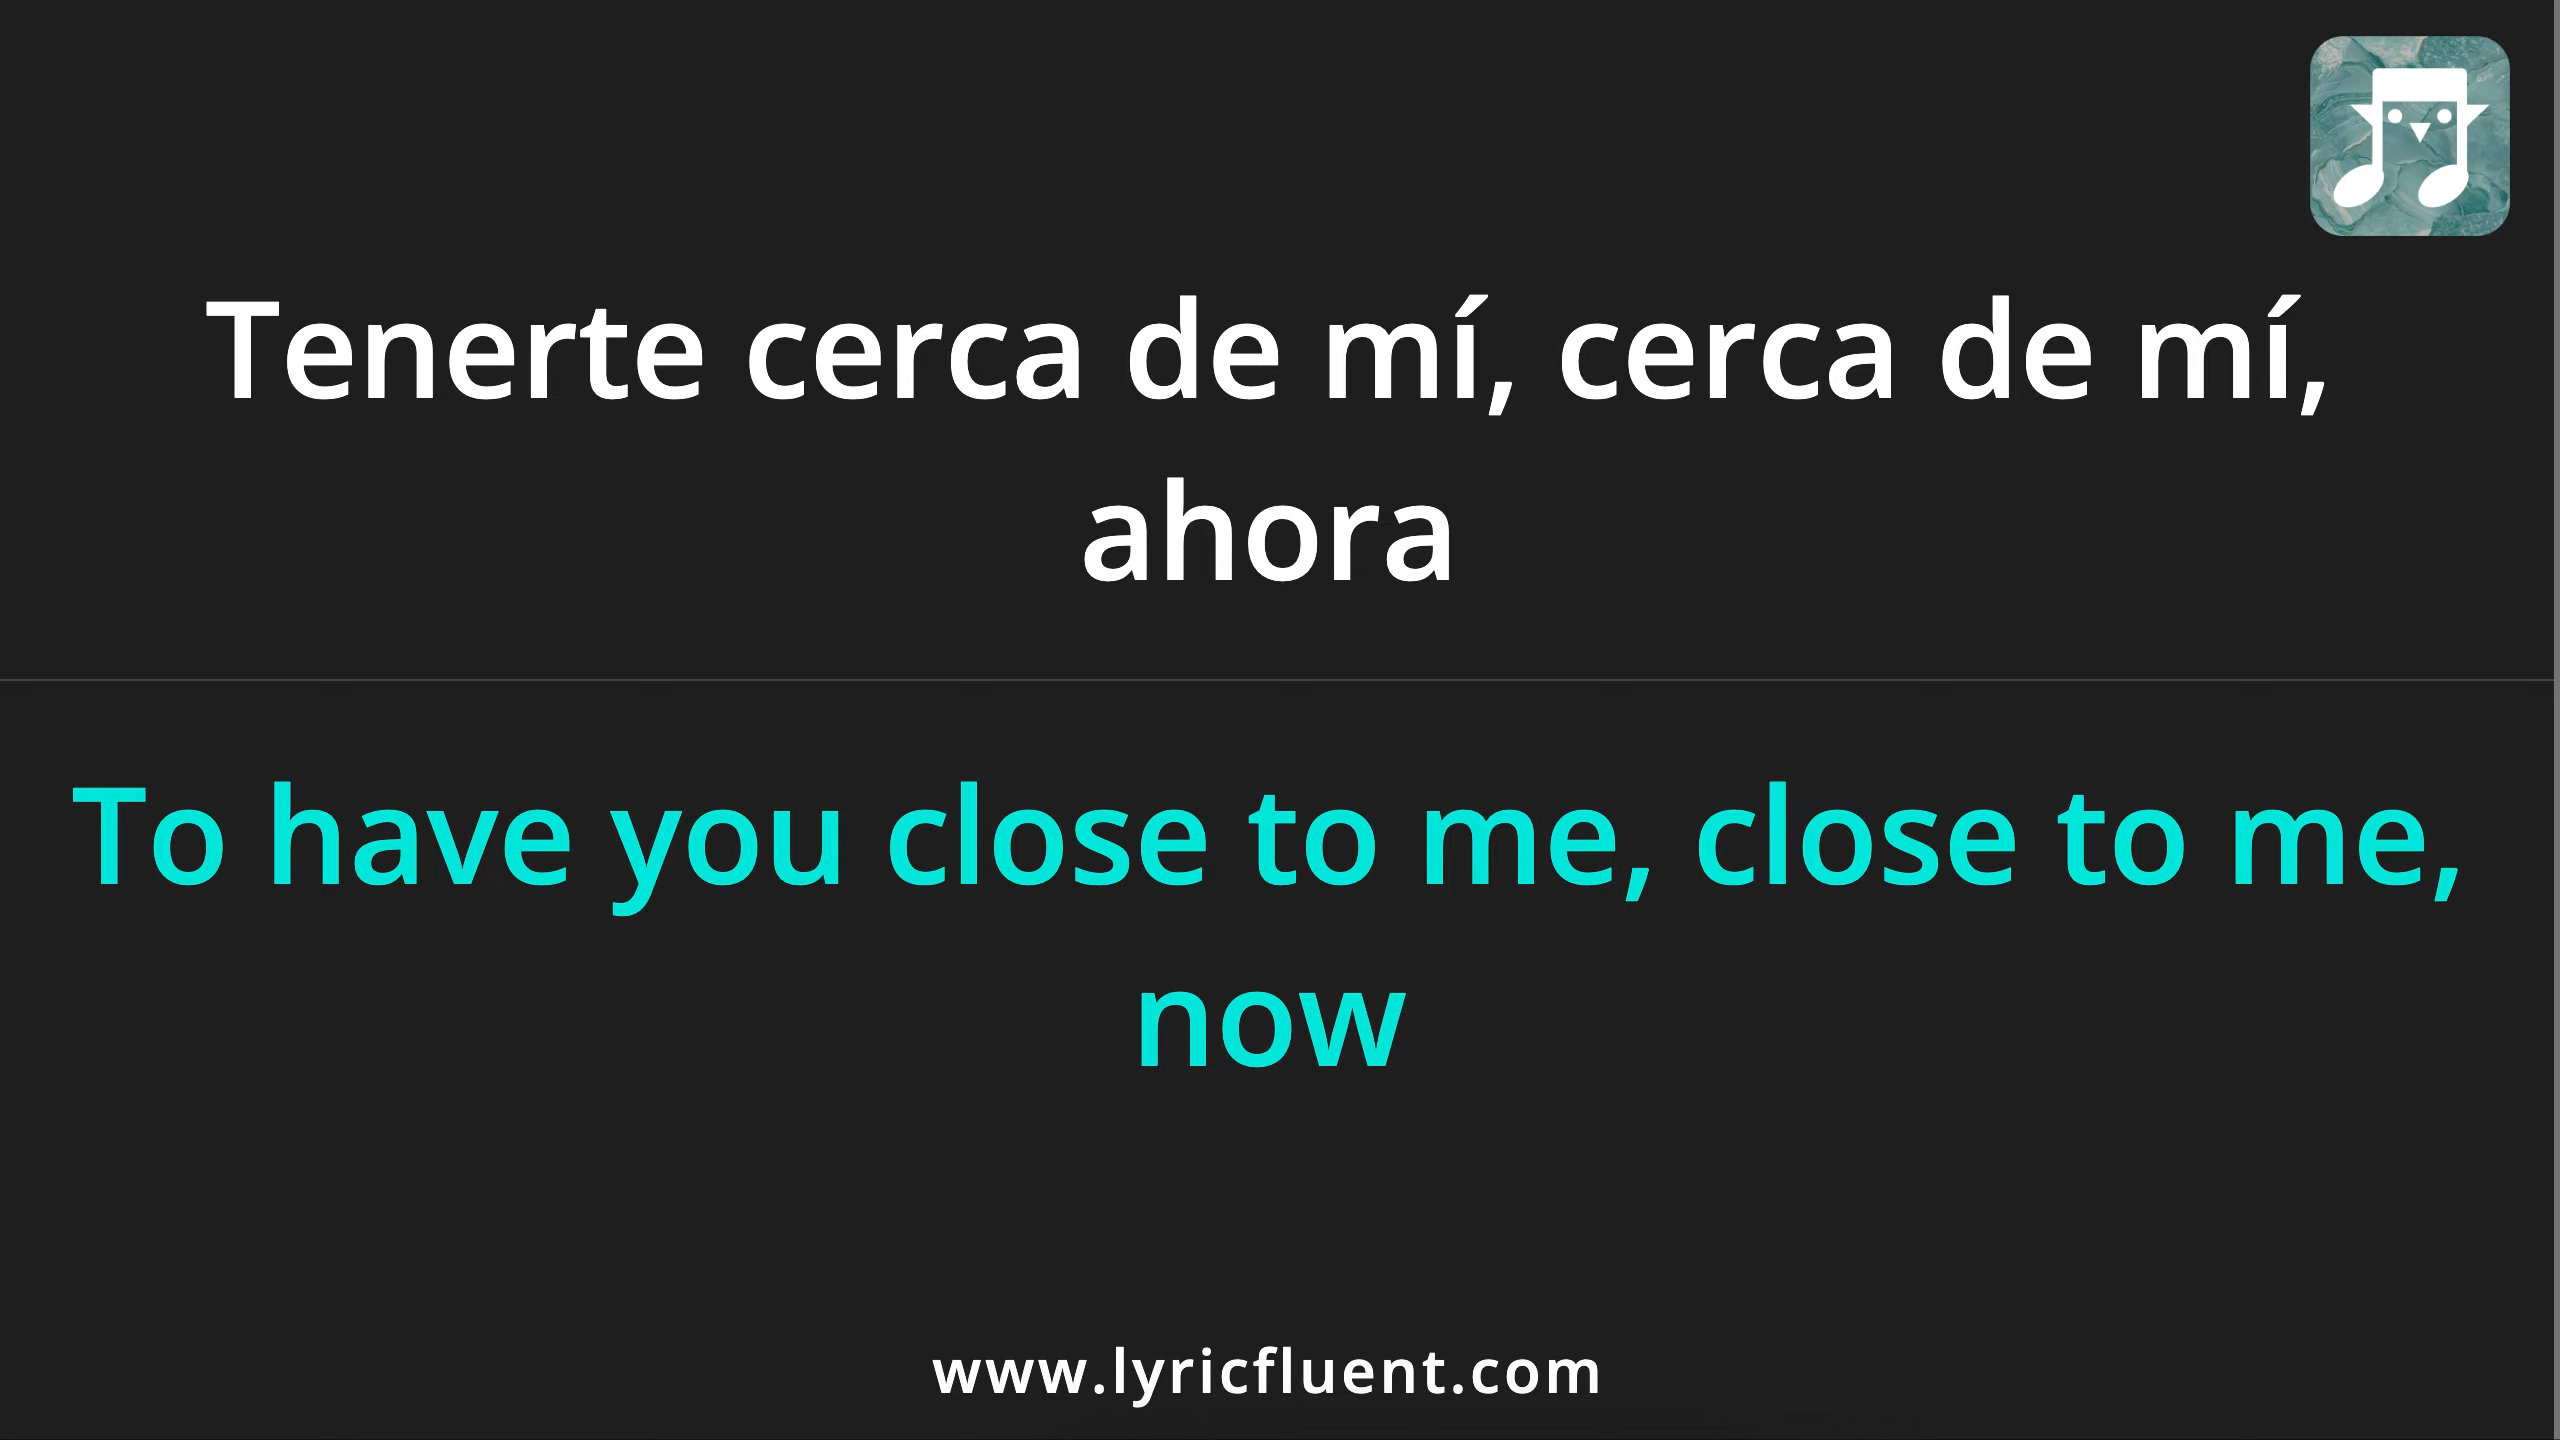 Tenerte cerca de mí, cerca de mí,
ahora
To have you close to me, close to me,
now
www.lyricfluent.com